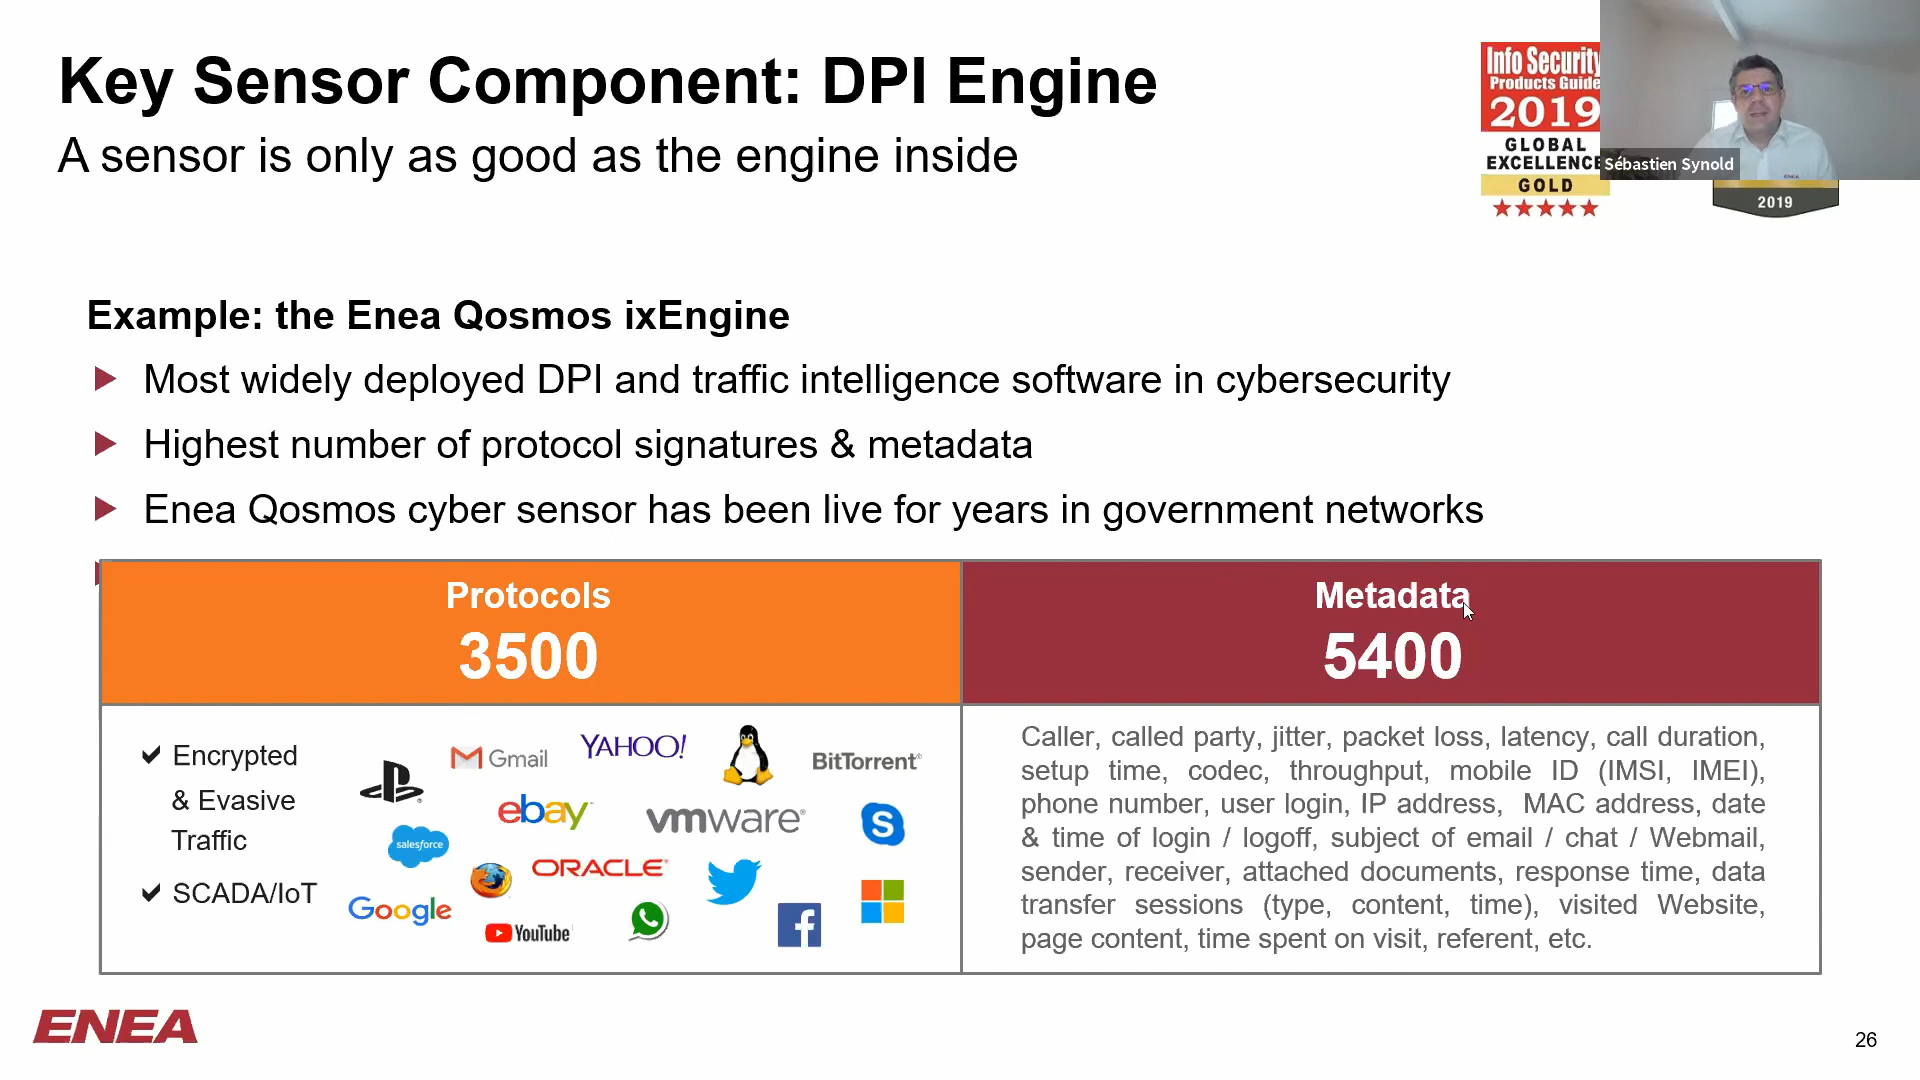 Key Sensor Component: DPI Engine
A sensor is only as good as the engine inside
Info Security
Products Guide
2019
GLOBAL
EXCELLENCE
GOLD
Sébastien Synold
ENEA
2019
Example: the Enea Qosmos ixEngine
Most widely deployed DPI and traffic intelligence software in cybersecurity
Highest number of protocol signatures & metadata
Enea Qosmos cyber sensor has been live for years in government networks
Protocols
3500
Metadata
5400
Encrypted
& Evasive
Traffic
SCADA/IoT
Gmail
YAHOO!
BitTorrent
ebay
vmware
S
salesforce
ORACLE
Google
YouTube
f
Caller, called party, jitter, packet loss, latency, call duration,
setup time, codec, throughput, mobile ID (IMSI, IMEI),
phone number, user login, IP address, MAC address, date
& time of login / logoff, subject of email / chat / Webmail,
sender, receiver, attached documents, response time, data
transfer sessions (type, content, time), visited Website,
page content, time spent on visit, referent, etc.
ENEA
26